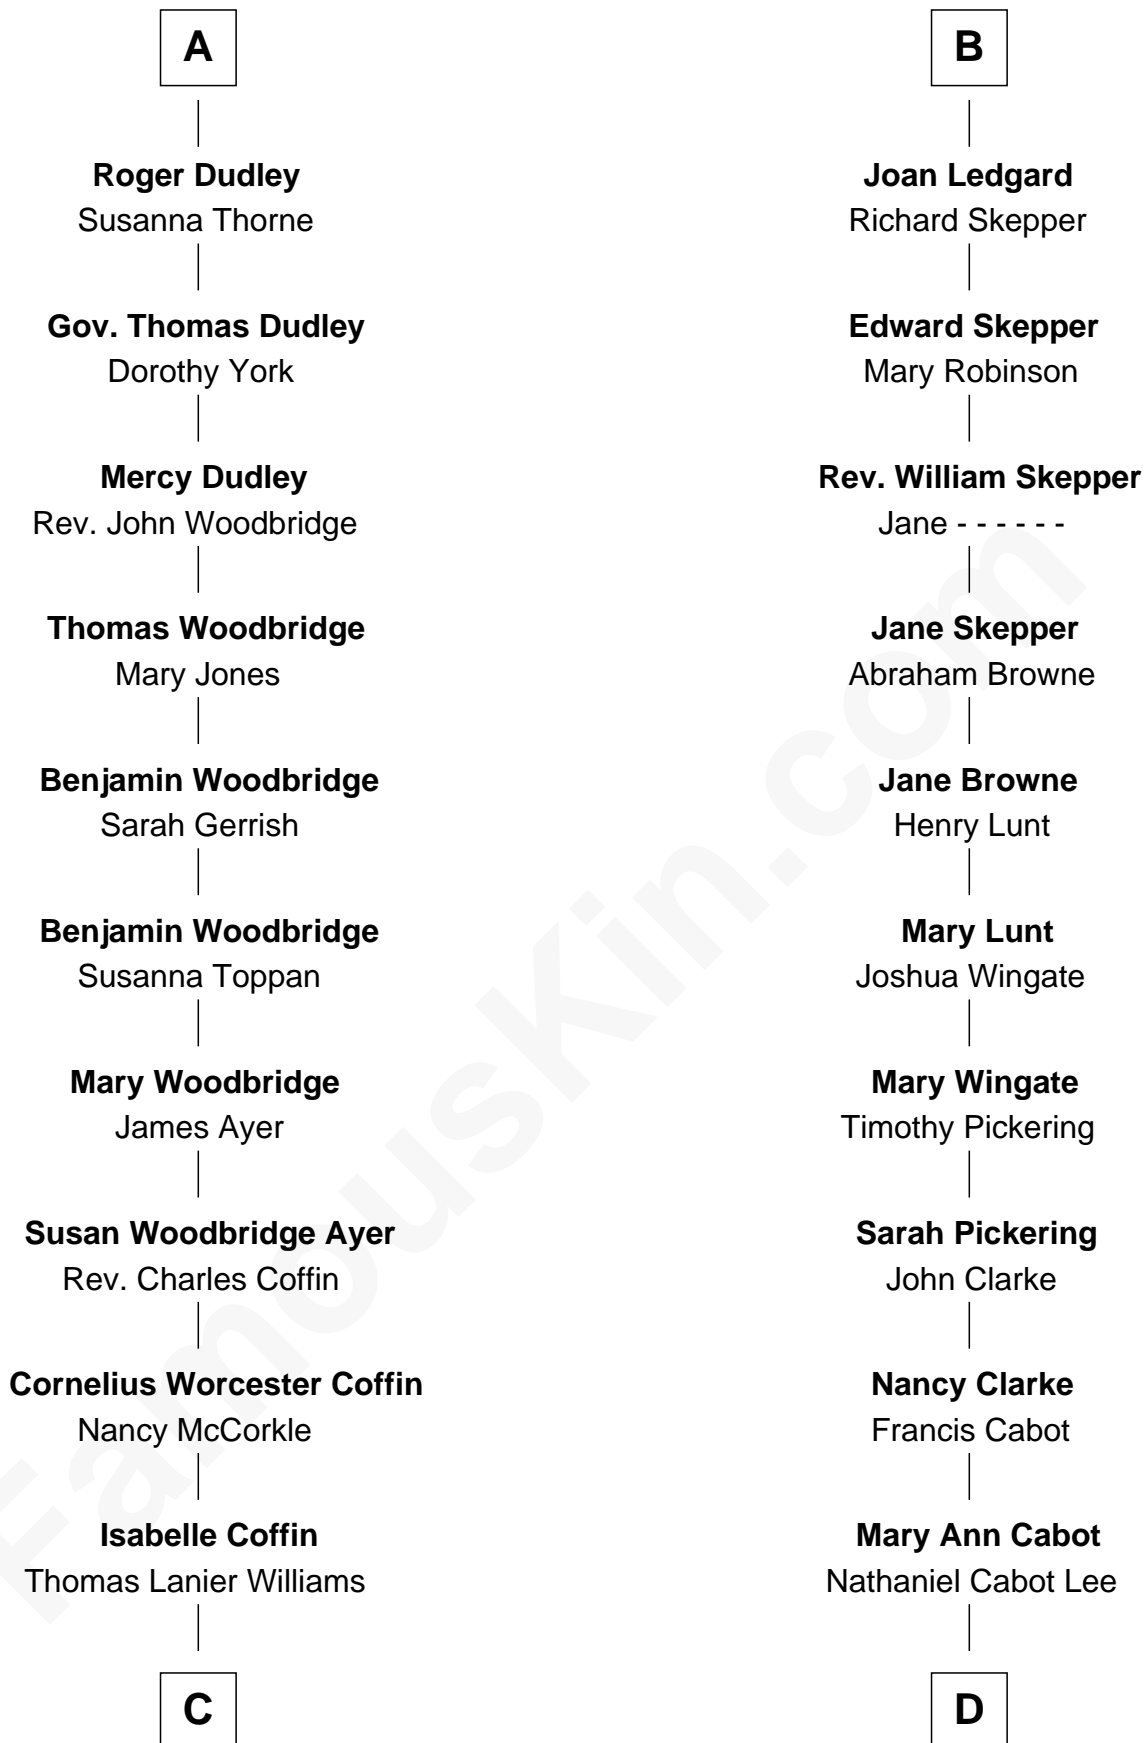 A
Roger Dudley
Susanna Thorne
Gov. Thomas Dudley
Dorothy York
Mercy Dudley
Rev. John Woodbridge
Thomas Woodbridge
Mary Jones
Benjamin Woodbridge
Sarah Gerrish
Benjamin Woodbridge
Susanna Toppan
Mary Woodbridge
James Ayer
Susan Woodbridge Ayer
Rev. Charles Coffin
Cornelius Worcester Coffin
Nancy McCorkle
Isabelle Coffin
Thomas Lanier Williams
C
B
Joan Ledgard
Richard Skepper
Edward Skepper
Mary Robinson
Rev. William Skepper
Jane - - - - - -
Jane Skepper
Abraham Browne
Jane Browne
Henry Lunt
Mary Lunt
Joshua Wingate
Mary Wingate
Timothy Pickering
Sarah Pickering
John Clarke
Nancy Clarke
Francis Cabot
Mary Ann Cabot
Nathaniel Cabot Lee
D
FamousKin.com